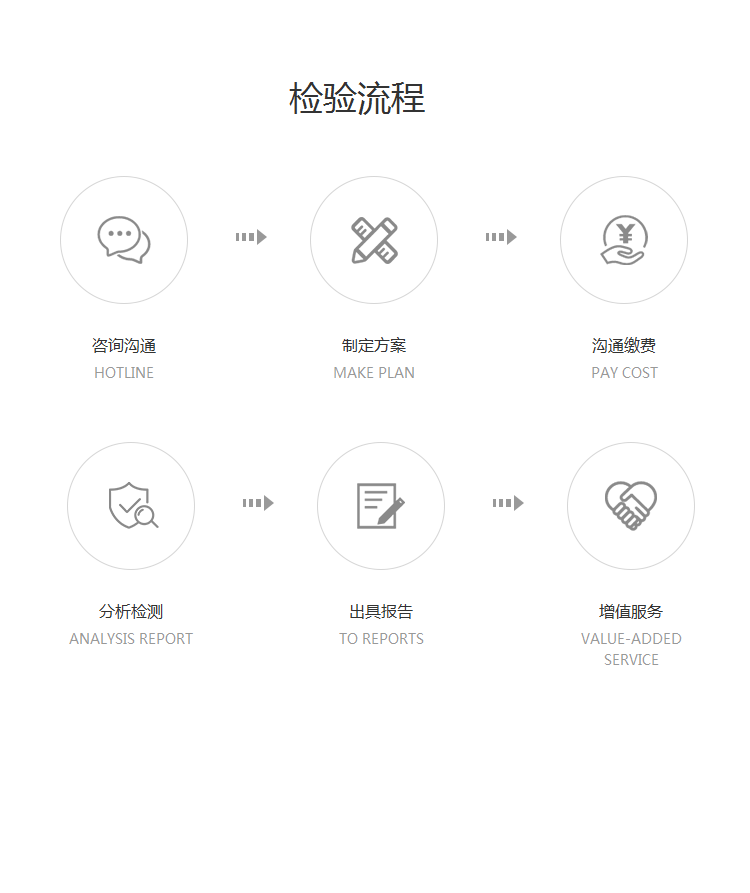 检验流程
咨询沟通
HOTLINE
制定方案
MAKE PLAN
¥
沟通缴费
PAY COST
分析检测
ANALYSIS REPORT
出具报告
TO REPORTS
增值服务
VALUE-ADDED
SERVICE